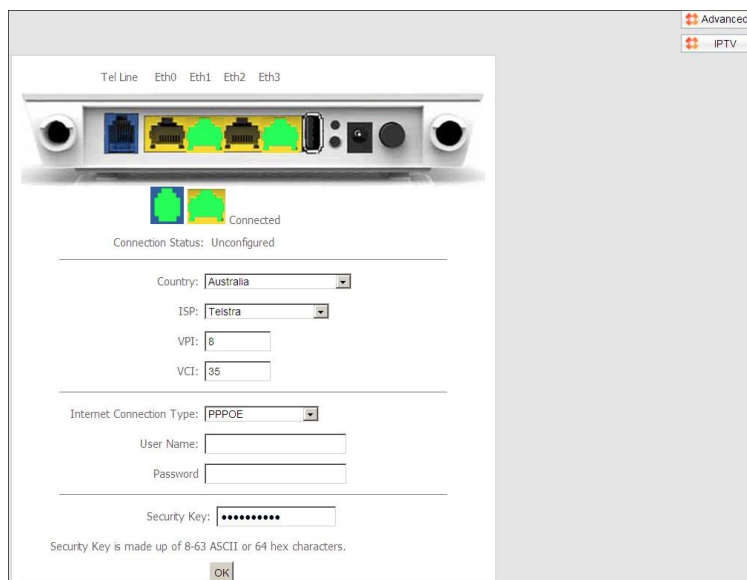 Advanced
IPTV
Tel Line Eth0 Eth1 Eth2 Eth3
Connected
Connection Status: Unconfigured
Country: Australia
ISP: Telstra
VPI: 8
VCI: 35
Internet Connection Type: PPPOE
User Name:
Password
Security Key: ••••••••••
Security Key is made up of 8-63 ASCII or 64 hex characters.
OK